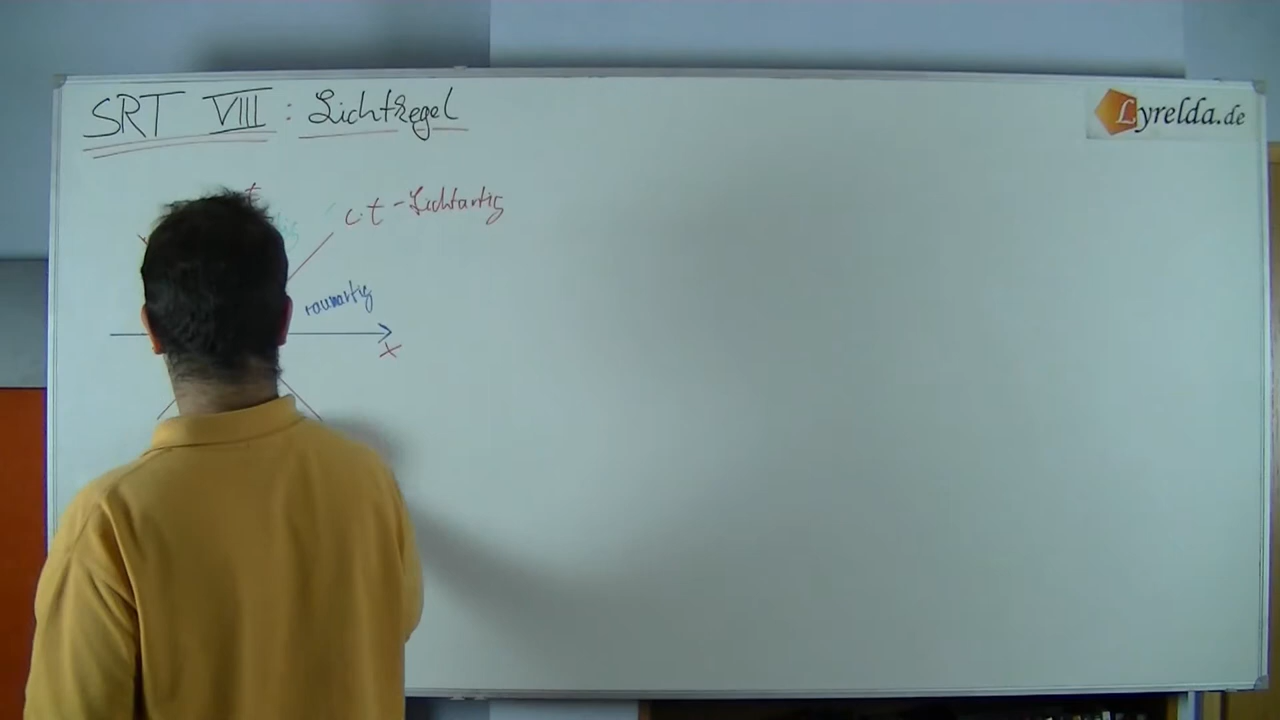 SRT VIII : Lichtkegel
Lyrelda.de
t
c·t - Lichtartig
raumartig
x